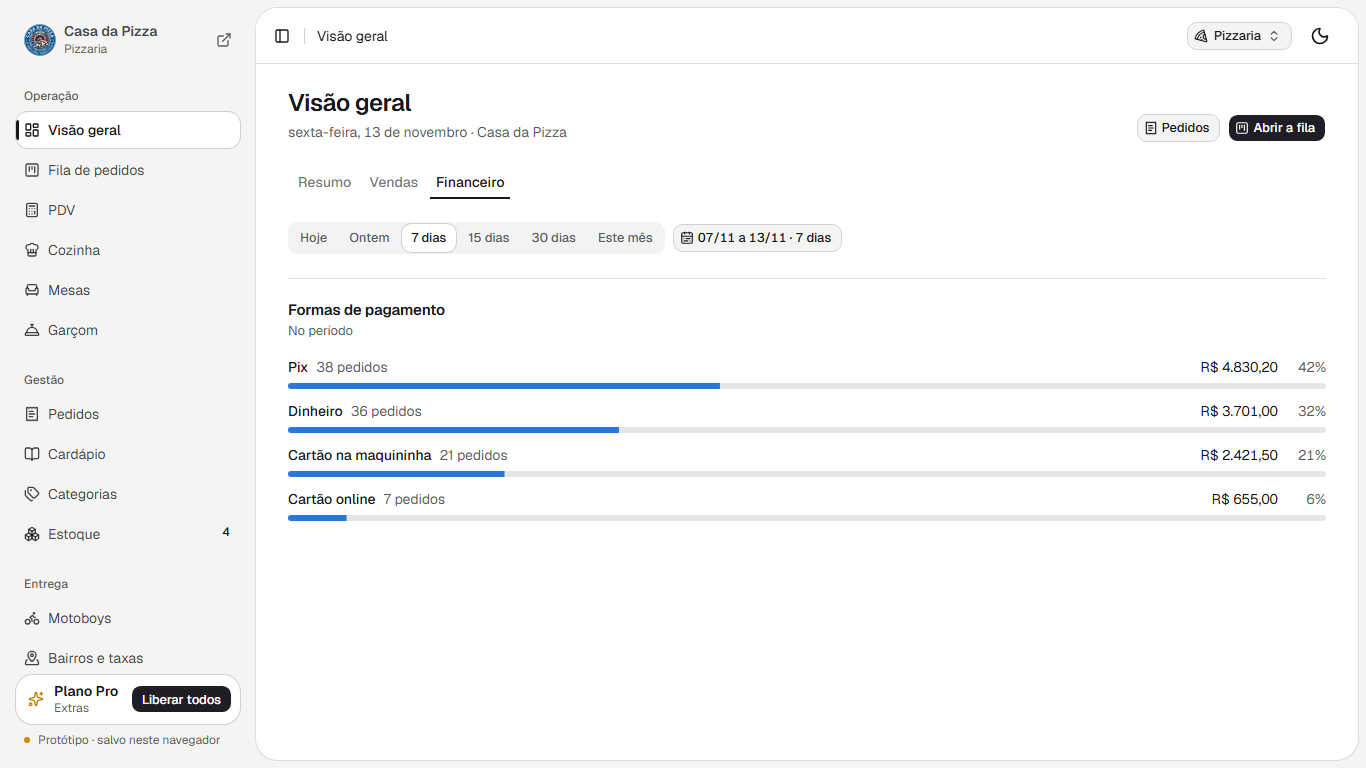 Casa da Pizza
Pizzaria
Operação
Visão geral
Fila de pedidos
PDV
Cozinha
Mesas
Garçom
Gestão
Pedidos
Cardápio
Categorias
Estoque 4
Entrega
Motoboys
Bairros e taxas
Plano Pro
Extras
Liberar todos
Protótipo · salvo neste navegador
Visão geral
Pizzaria
Visão geral
sexta-feira, 13 de novembro · Casa da Pizza
Pedidos
Abrir a fila
Resumo Vendas Financeiro
Hoje Ontem 7 dias 15 dias 30 dias Este mês 07/11 a 13/11 · 7 dias
Formas de pagamento
No período
Pix 38 pedidos R$ 4.830,20 42%
Dinheiro 36 pedidos R$ 3.701,00 32%
Cartão na maquininha 21 pedidos R$ 2.421,50 21%
Cartão online 7 pedidos R$ 655,00 6%